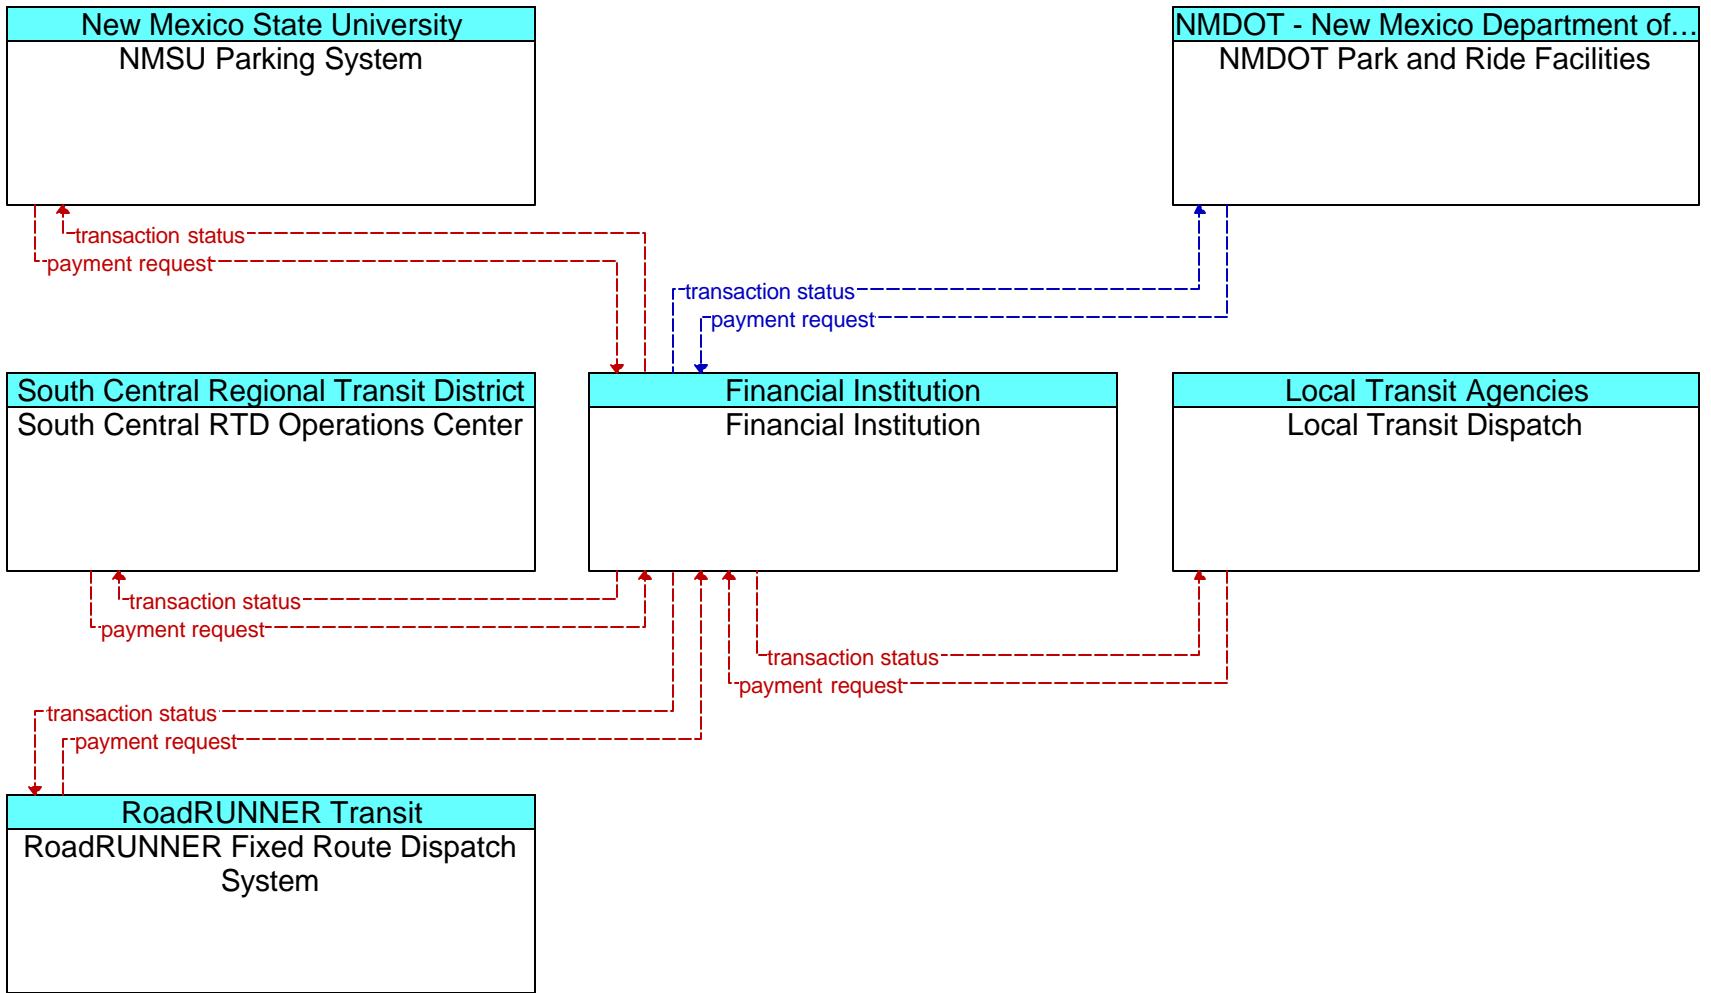 New Mexico State University
NMSU Parking System
NMDOT - New Mexico Department of...
NMDOT Park and Ride Facilities
transaction status
payment request
transaction status
payment request
South Central Regional Transit District
South Central RTD Operations Center
Financial Institution
Financial Institution
Local Transit Agencies
Local Transit Dispatch
transaction status
payment request
transaction status
payment request
transaction status
payment request
RoadRUNNER Transit
RoadRUNNER Fixed Route Dispatch
System